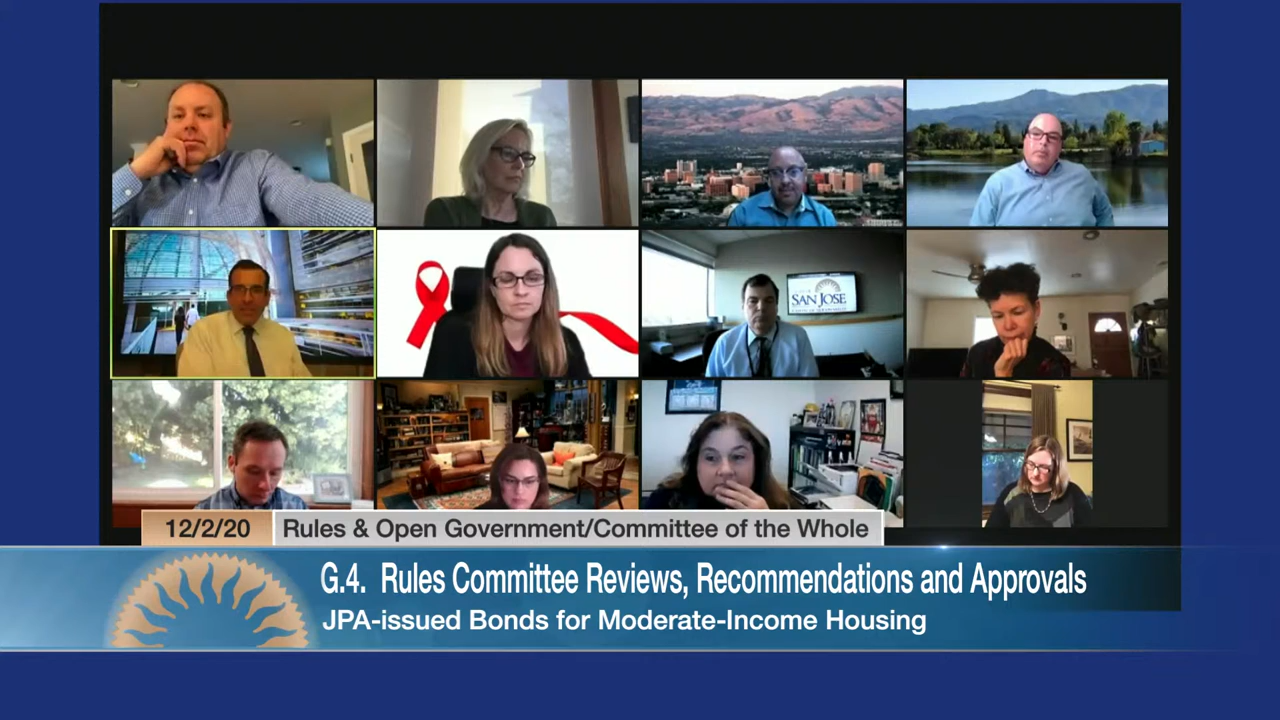 SAN JOSE
12/2/20
Rules & Open Government/Committee of the Whole
G.4. Rules Committee Reviews, Recommendations and Approvals
JPA-issued Bonds for Moderate-Income Housing